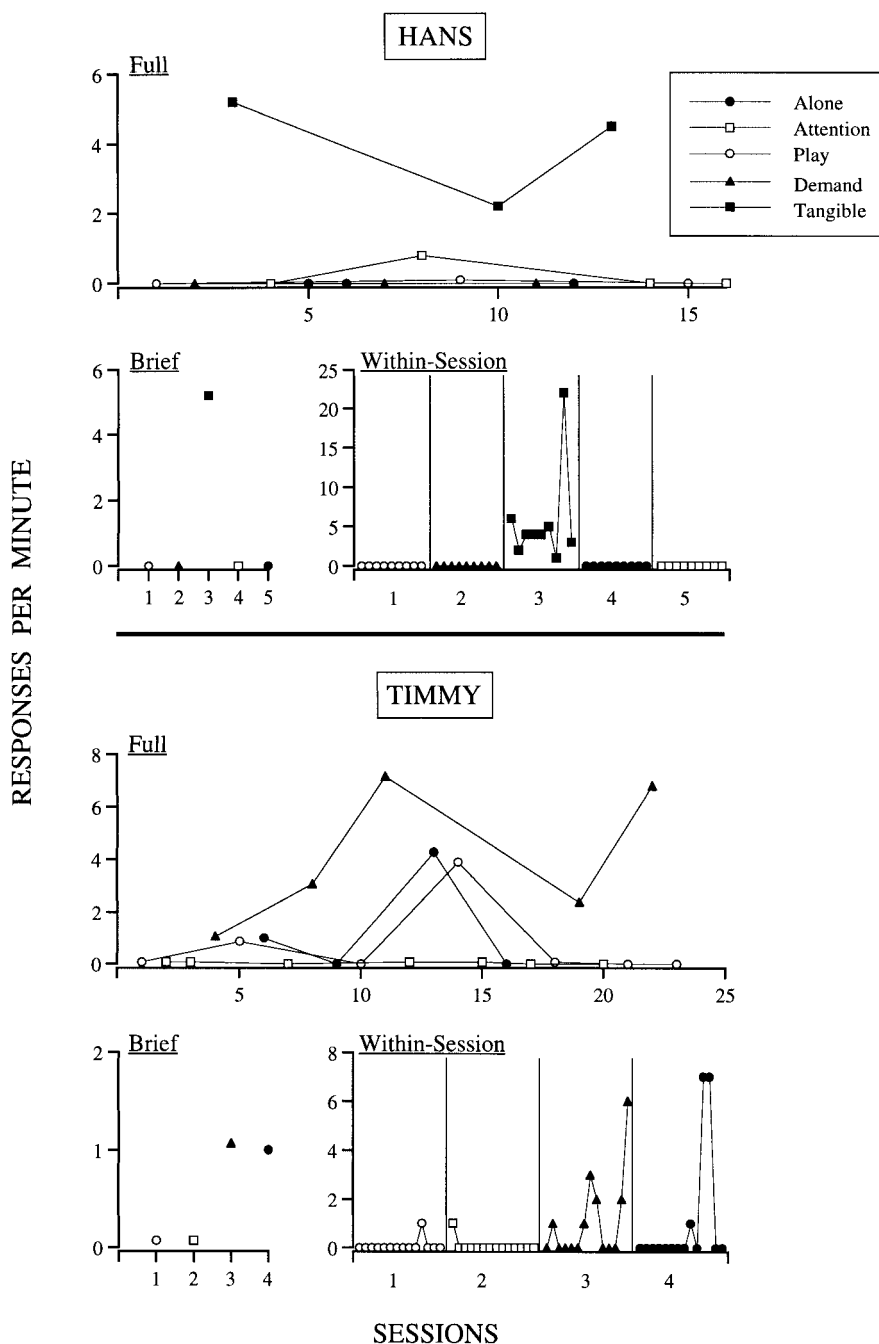 HANS
Full
Alone
Attention
Play
Demand
Tangible
6
4
2
0
5
10
15
Brief
6
4
2
0
1 2 3 4 5
Within-Session
25
20
15
10
5
0
1 2 3 4 5
RESPONSES PER MINUTE
TIMMY
Full
8
6
4
2
0
5 10 15 20 25
Brief
2
1
0
1 2 3 4
Within-Session
8
6
4
2
0
1 2 3 4
SESSIONS